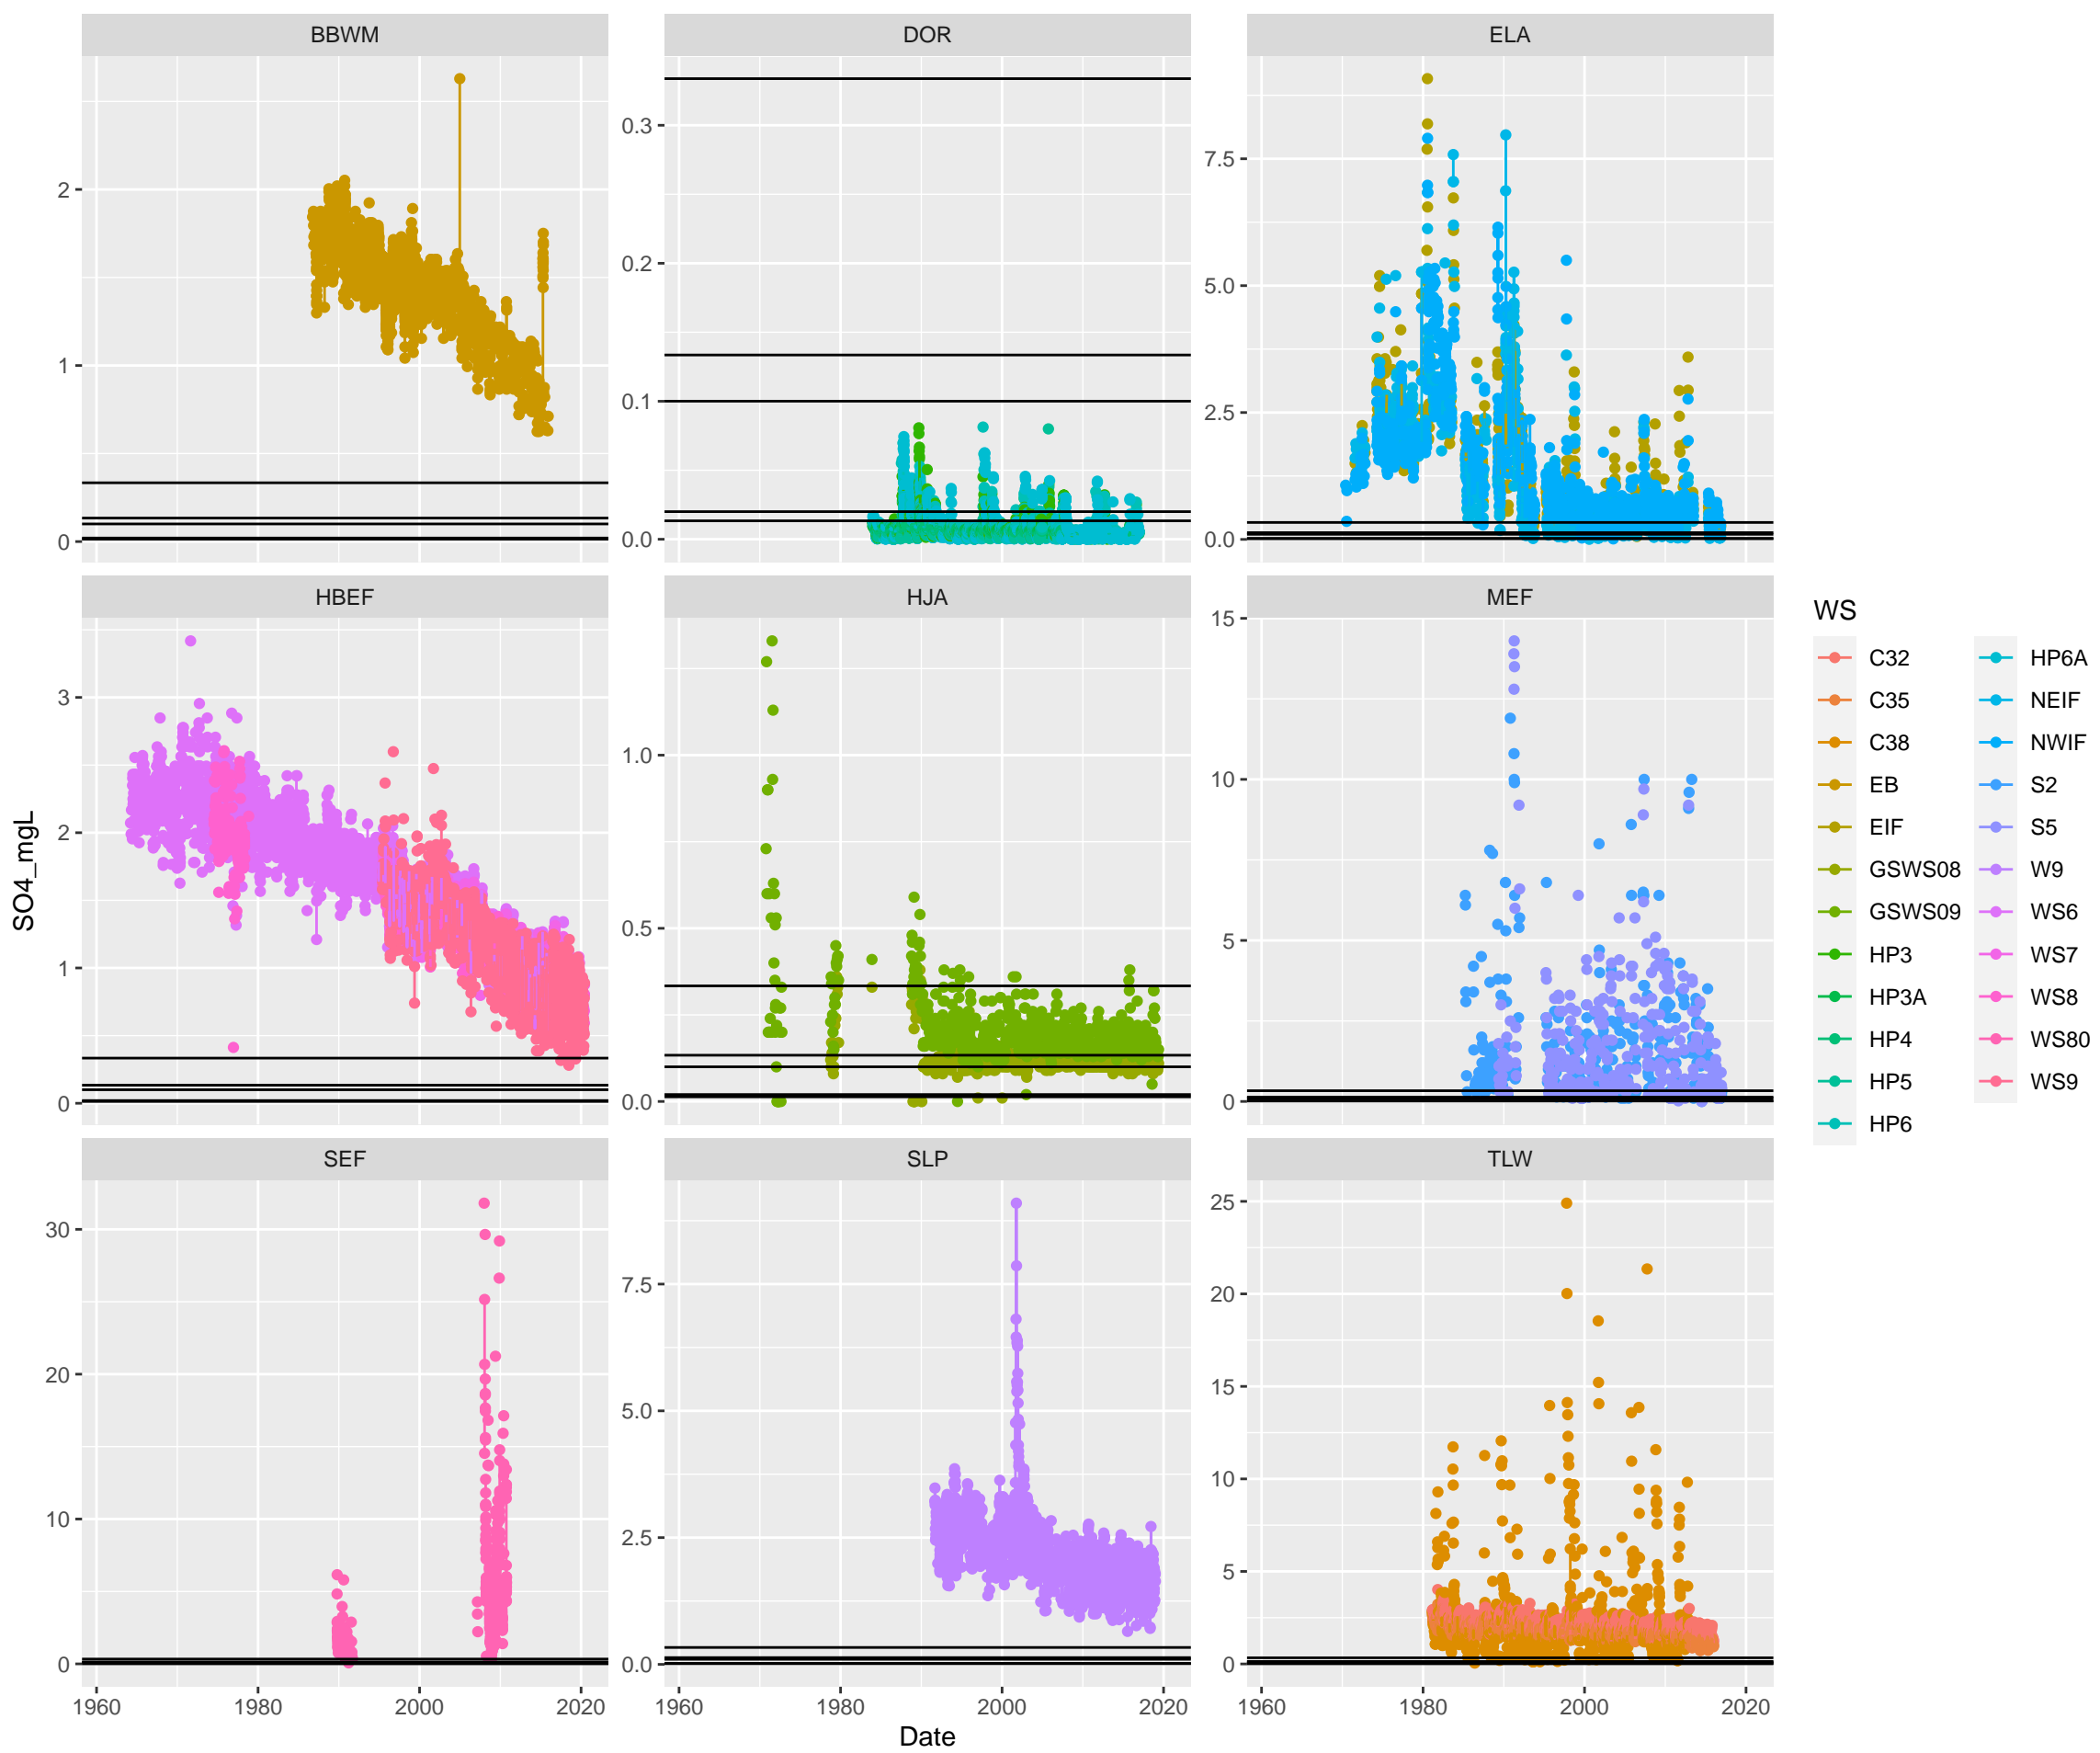 BBWM DOR ELA
2
1
0
0.3
0.2
0.1
0.0
7.5
5.0
2.5
0.0
1960 1980 2000 2020 1960 1980 2000 2020 1960 1980 2000 2020
HBEF HJA MEF
3
2
1
0
1.0
0.5
0.0
15
10
5
0
SEF SLP TLW
30
20
10
0
7.5
5.0
2.5
0.0
25
20
15
10
5
0
SO4_mgL
Date
WS
C32
C35
C38
EB
EIF
GSWS08
GSWS09
HP3
HP3A
HP4
HP5
HP6
HP6A
NEIF
NWIF
S2
S5
W9
WS6
WS7
WS8
WS80
WS9